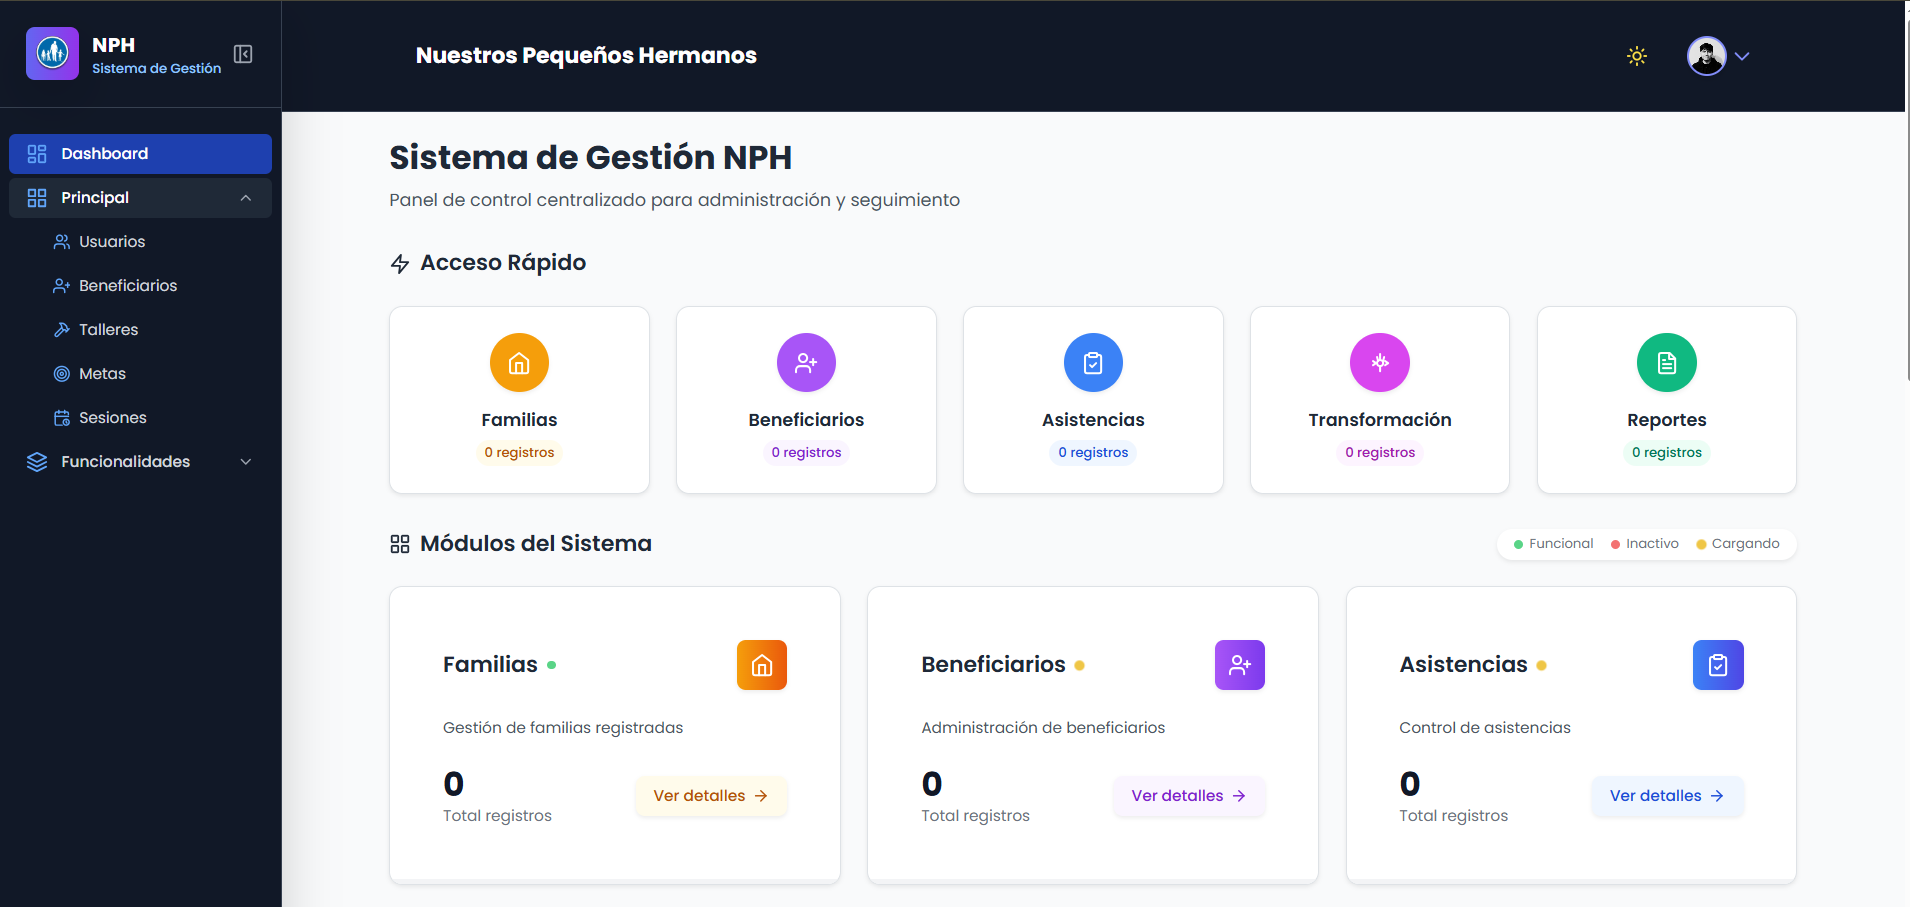 NPH
Sistema de Gestión
Nuestros Pequeños Hermanos
Dashboard
Principal
Usuarios
Beneficiarios
Talleres
Metas
Sesiones
Funcionalidades
Sistema de Gestión NPH
Panel de control centralizado para administración y seguimiento
Acceso Rápido
Familias
0 registros
Beneficiarios
0 registros
Asistencias
0 registros
Transformación
0 registros
Reportes
0 registros
Módulos del Sistema
Funcional Inactivo Cargando
Familias
Gestión de familias registradas
0
Total registros
Ver detalles →
Beneficiarios
Administración de beneficiarios
0
Total registros
Ver detalles →
Asistencias
Control de asistencias
0
Total registros
Ver detalles →